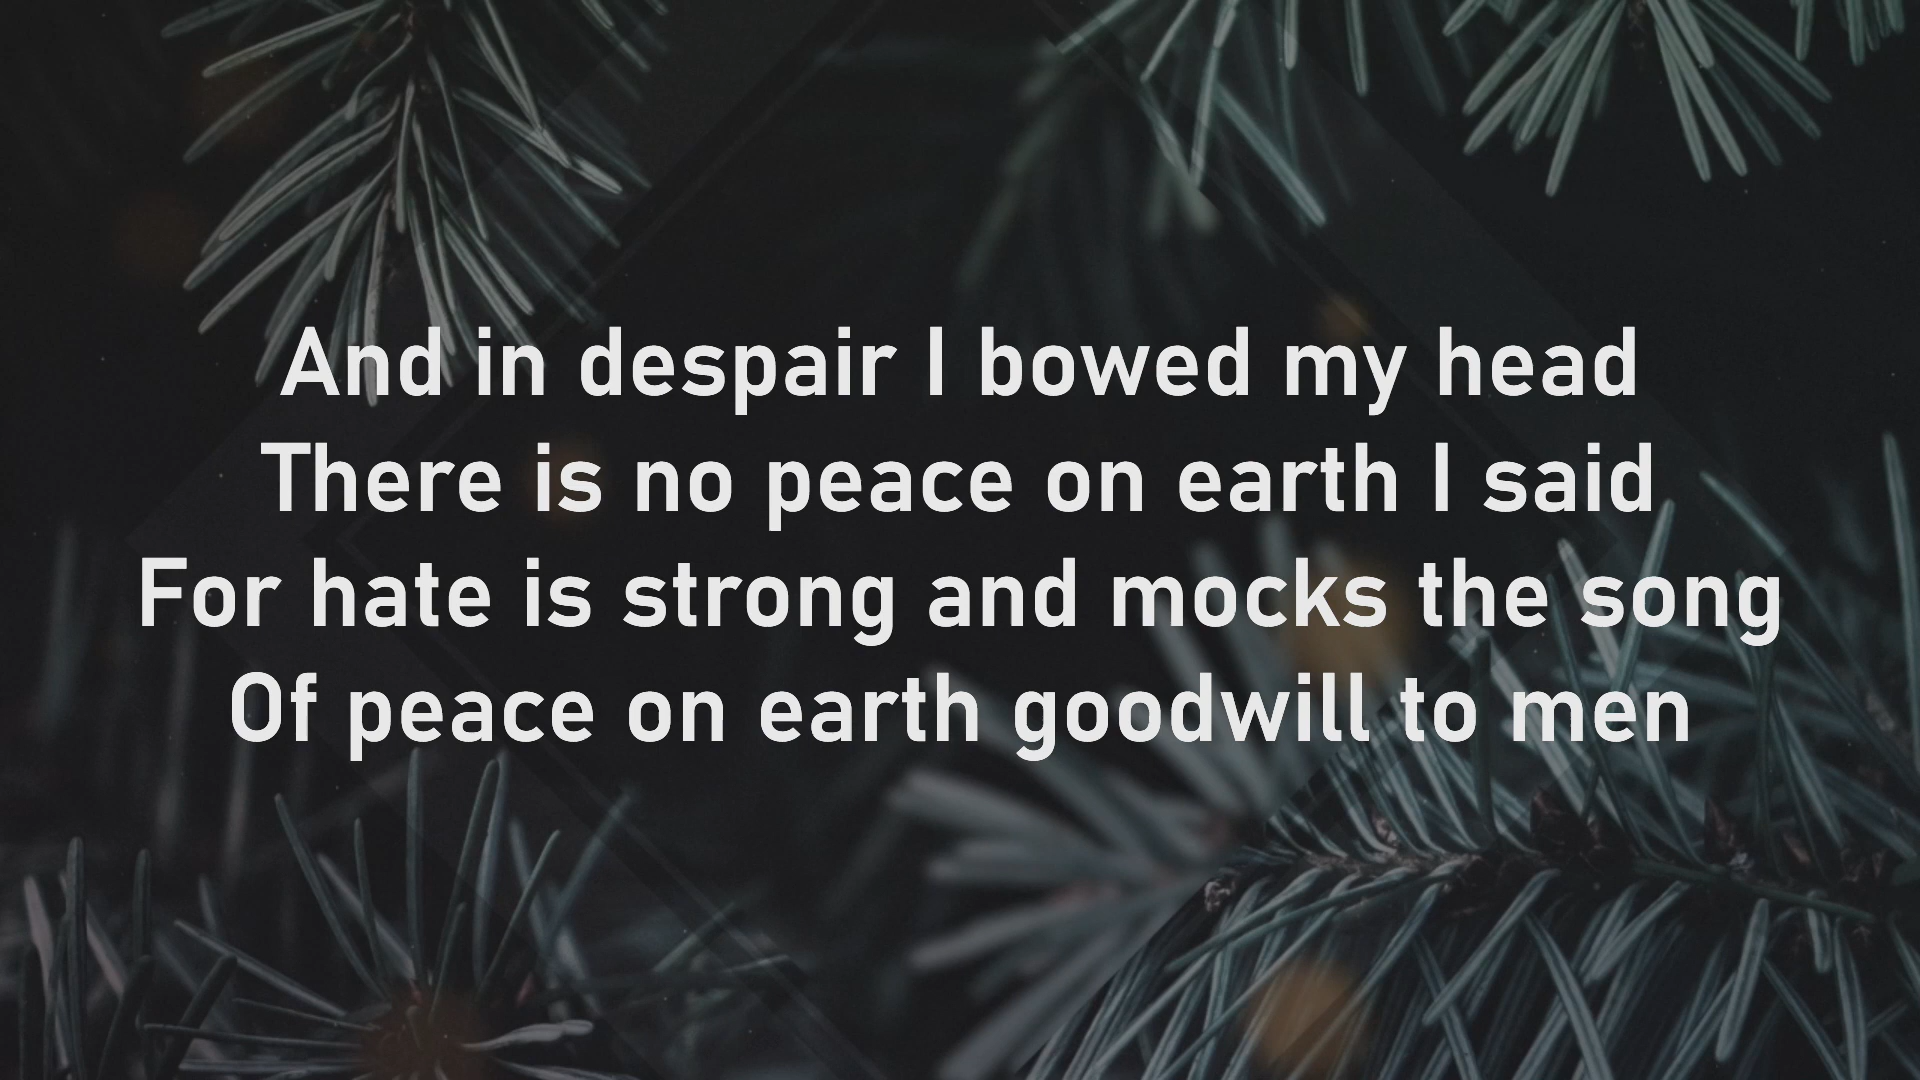 And in despair I bowed my head
There is no peace on earth I said
For hate is strong and mocks the song
Of peace on earth goodwill to men